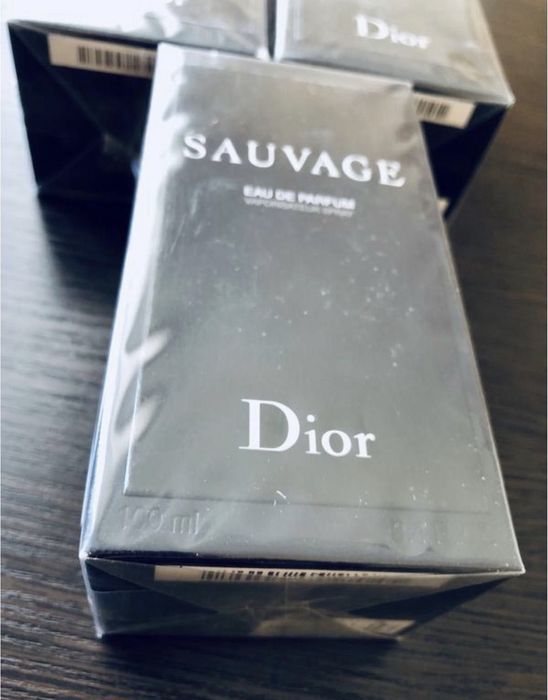 Dior
SAUVAGE
EAU DE PARFUM
VAPORISATEUR SPRAY
Dior
100 ml